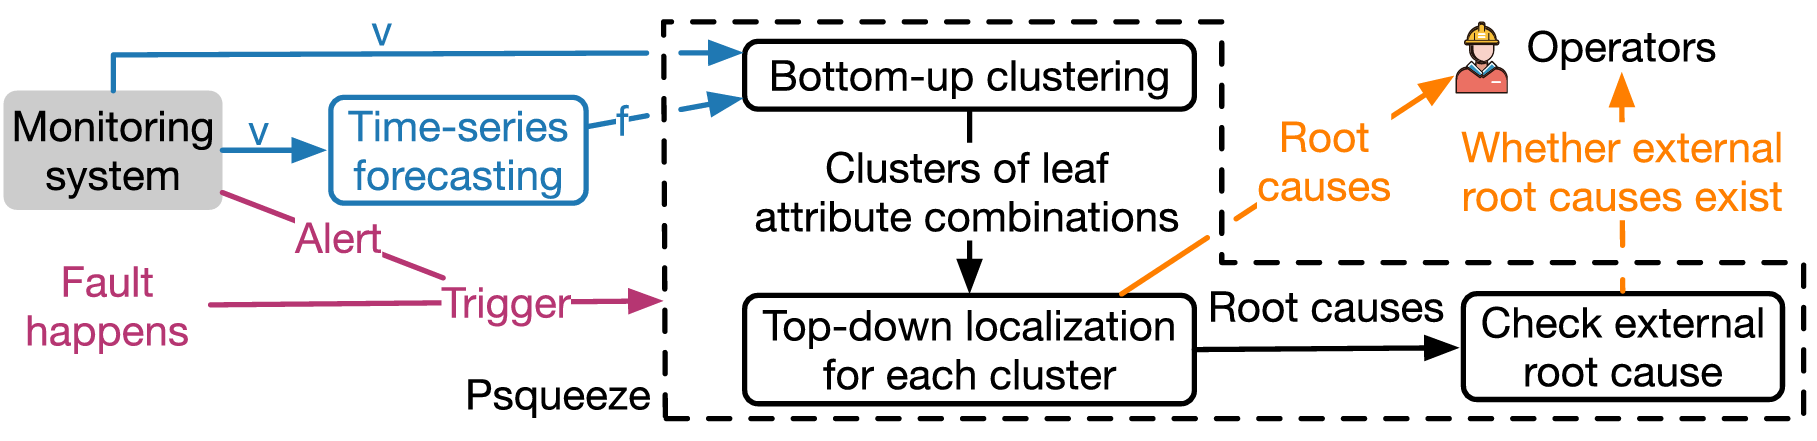 v
Bottom-up clustering
Operators
Monitoring
system
v
Time-series
forecasting
f
Root
causes
Whether external
root causes exist
Clusters of leaf
attribute combinations
Alert
Fault
happens
Trigger
Top-down localization
for each cluster
Root causes
Check external
root cause
Psqueeze